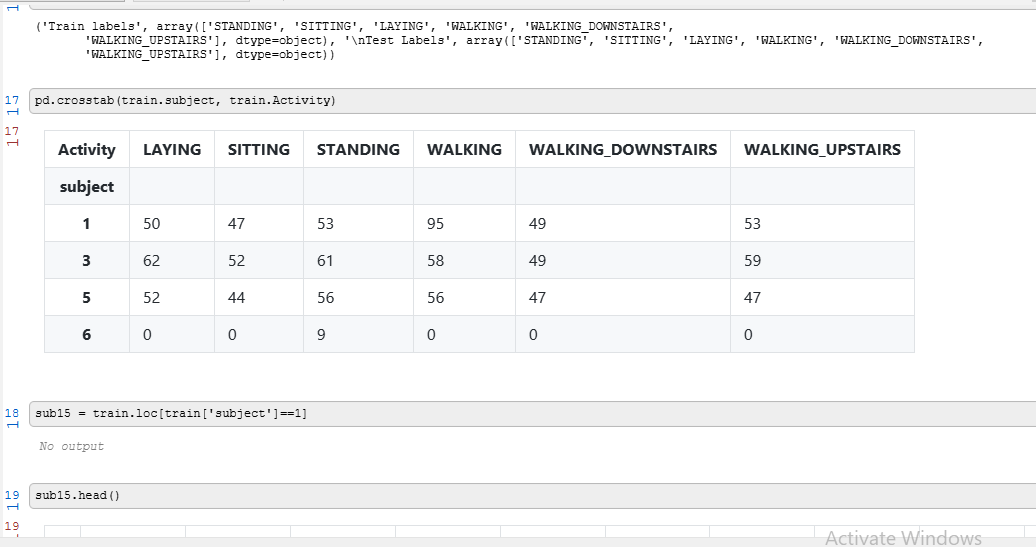 ('Train labels', array(['STANDING', 'SITTING', 'LAYING', 'WALKING', 'WALKING_DOWNSTAIRS',
'WALKING_UPSTAIRS'], dtype=object), '\nTest Labels', array(['STANDING', 'SITTING', 'LAYING', 'WALKING', 'WALKING_DOWNSTAIRS',
'WALKING_UPSTAIRS'], dtype=object))
17 pd.crosstab(train.subject, train.Activity)
17
Activity LAYING SITTING STANDING WALKING WALKING_DOWNSTAIRS WALKING_UPSTAIRS
subject
1 50 47 53 95 49 53
3 62 52 61 58 49 59
5 52 44 56 56 47 47
6 0 0 9 0 0 0
18 sub15 = train.loc[train['subject']==1]
No output
19 sub15.head()
19
Activate Windows